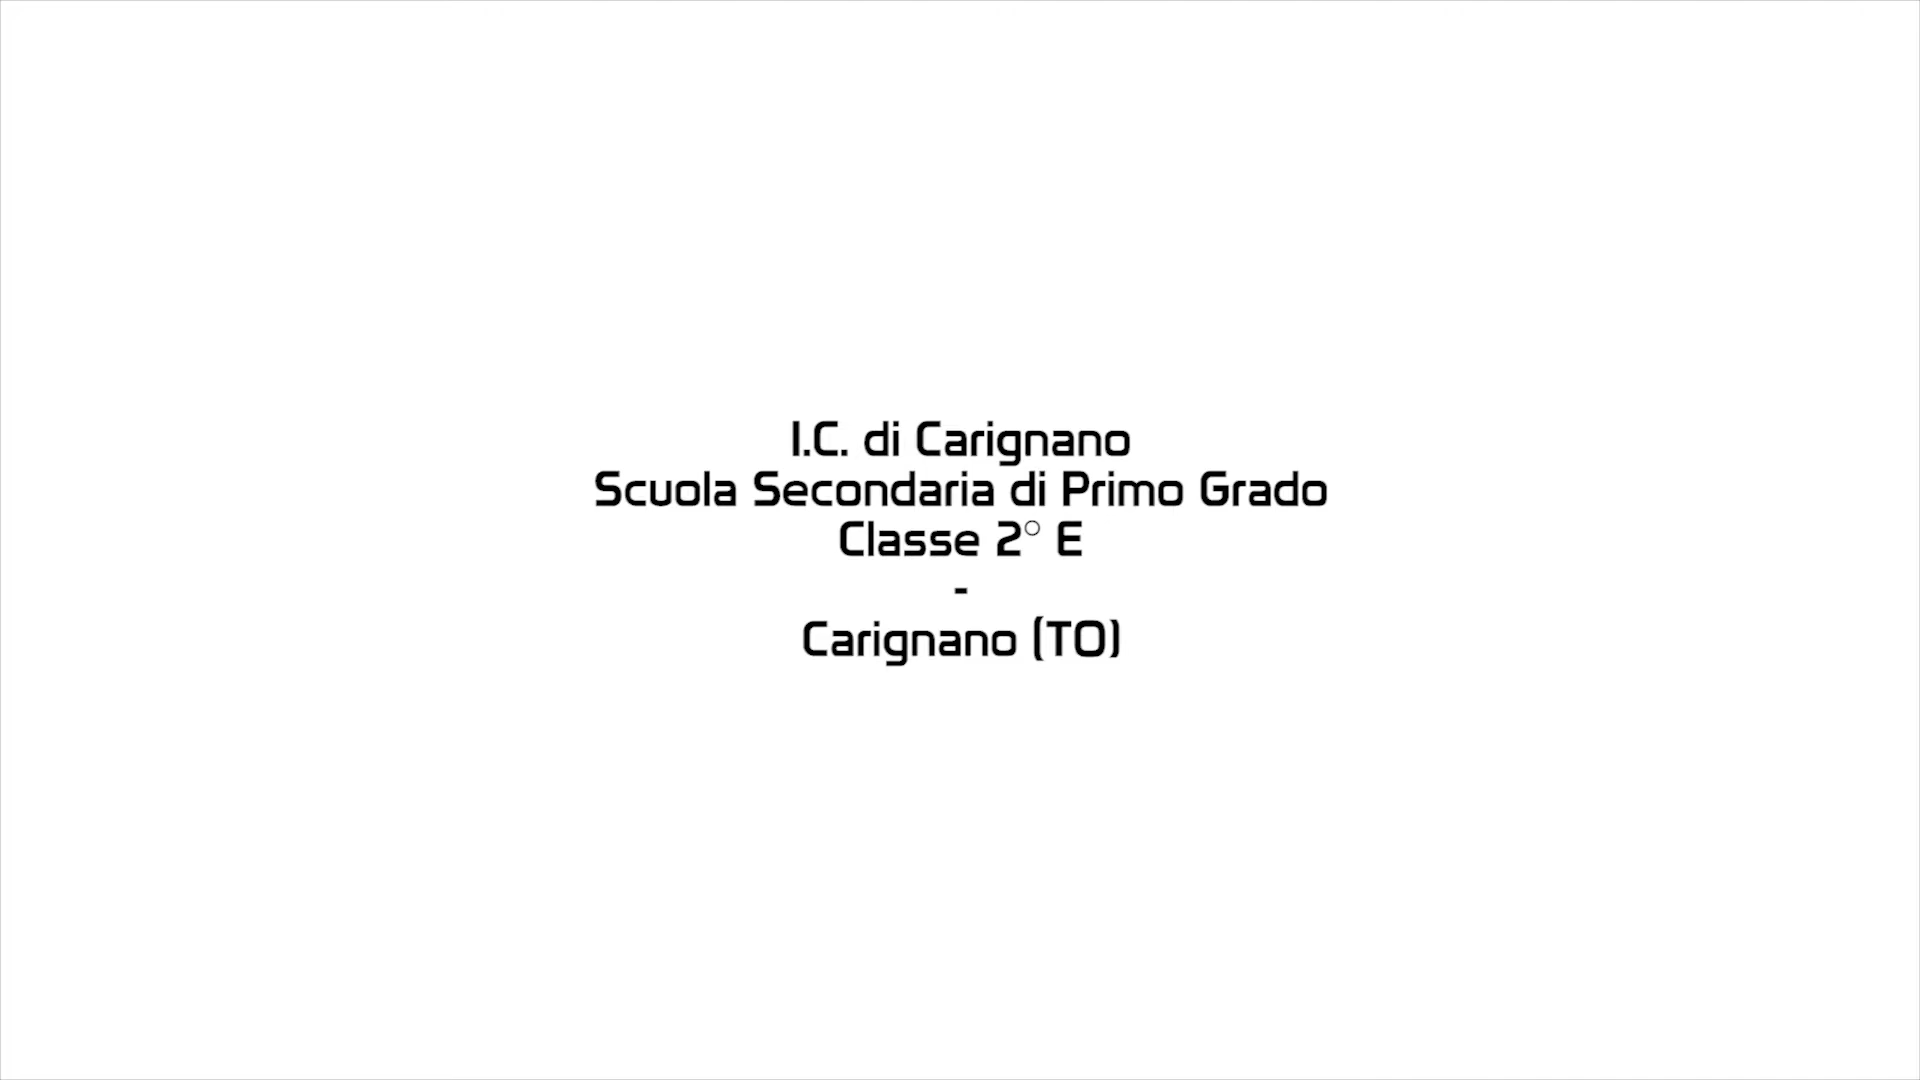 I.C. di Carignano
Scuola Secondaria di Primo Grado
Classe 2° E
-
Carignano (TO)